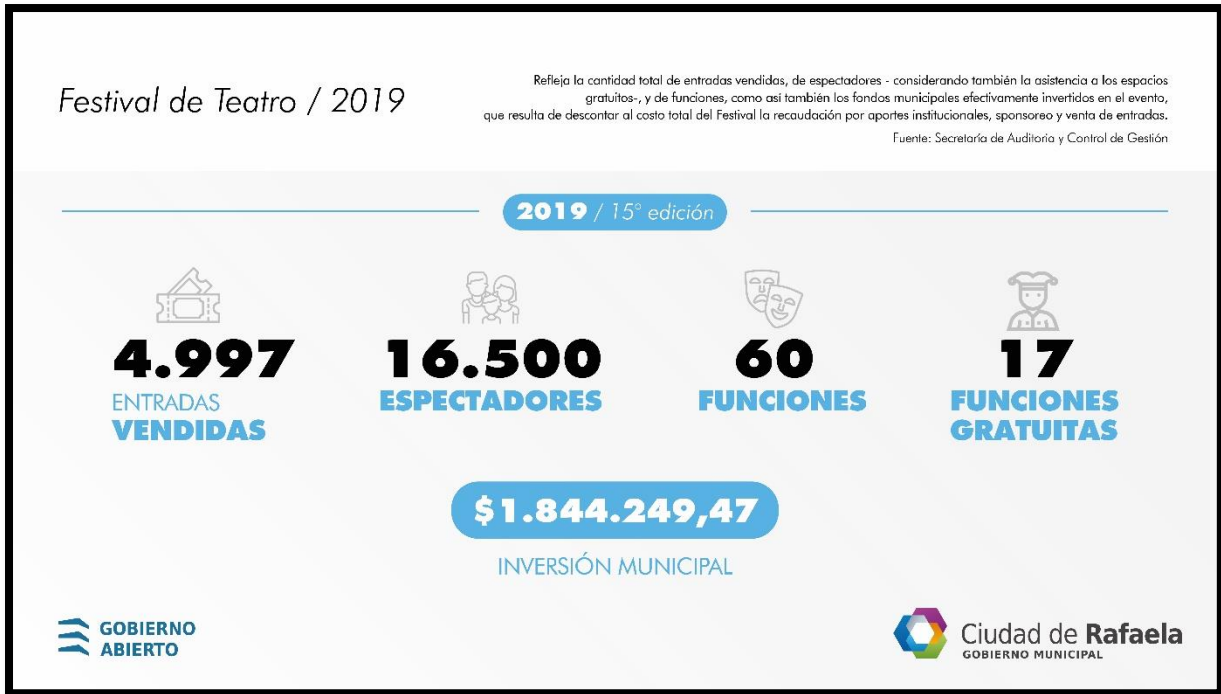 Festival de Teatro / 2019
Refleja la cantidad total de entradas vendidas, de espectadores - considerando también la asistencia a los espacios
gratuitos-, y de funciones, como así también los fondos municipales efectivamente invertidos en el evento,
que resulta de descontar al costo total del Festival la recaudación por aportes institucionales, sponsoreo y venta de entradas.
Fuente: Secretaría de Auditoria y Control de Gestión
2019 / 15° edición
4.997
ENTRADAS
VENDIDAS
16.500
ESPECTADORES
60
FUNCIONES
17
FUNCIONES
GRATUITAS
$1.844.249,47
INVERSIÓN MUNICIPAL
GOBIERNO
ABIERTO
Ciudad de Rafaela
GOBIERNO MUNICIPAL